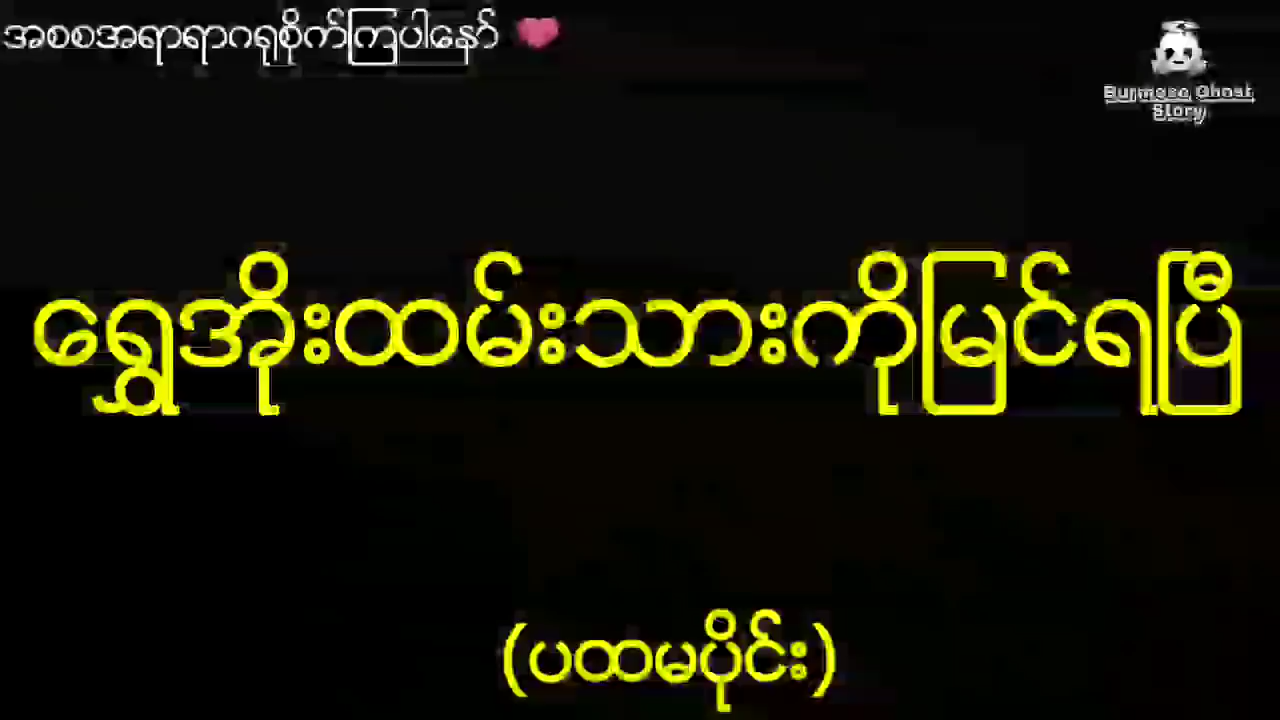 အစစအရာရာဂရုစိုက်ကြပါနော် ❤
Burmese Ghost
Story
ရွှေအိုးထမ်းသားကိုမြင်ရပြီ
(ပထမပိုင်း)